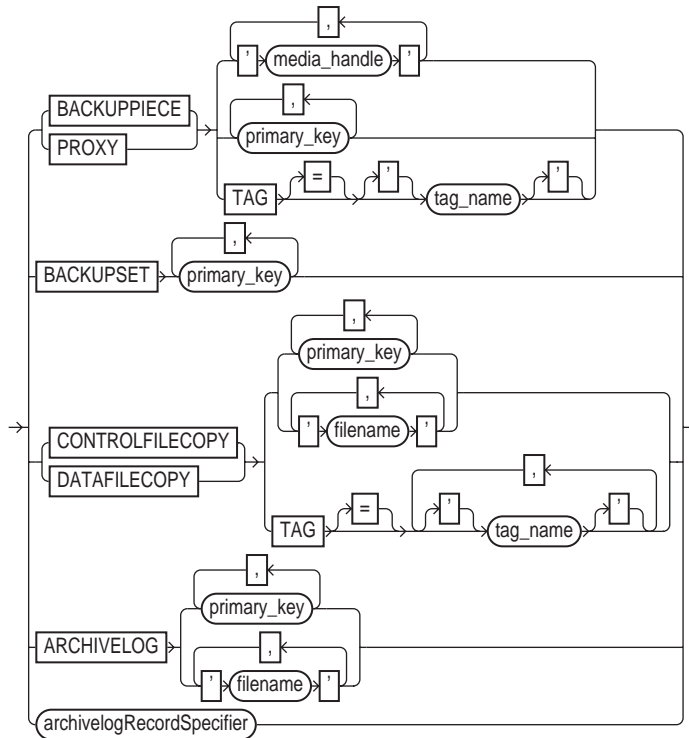 ,
' media_handle '
BACKUPPIECE
PROXY
,
primary_key
TAG = ' tag_name '
,
BACKUPSET primary_key
,
primary_key
,
' filename '
CONTROLFILECOPY
DATAFILECOPY
,
TAG = ' tag_name '
,
primary_key
ARCHIVELOG
,
' filename '
archivelogRecordSpecifier